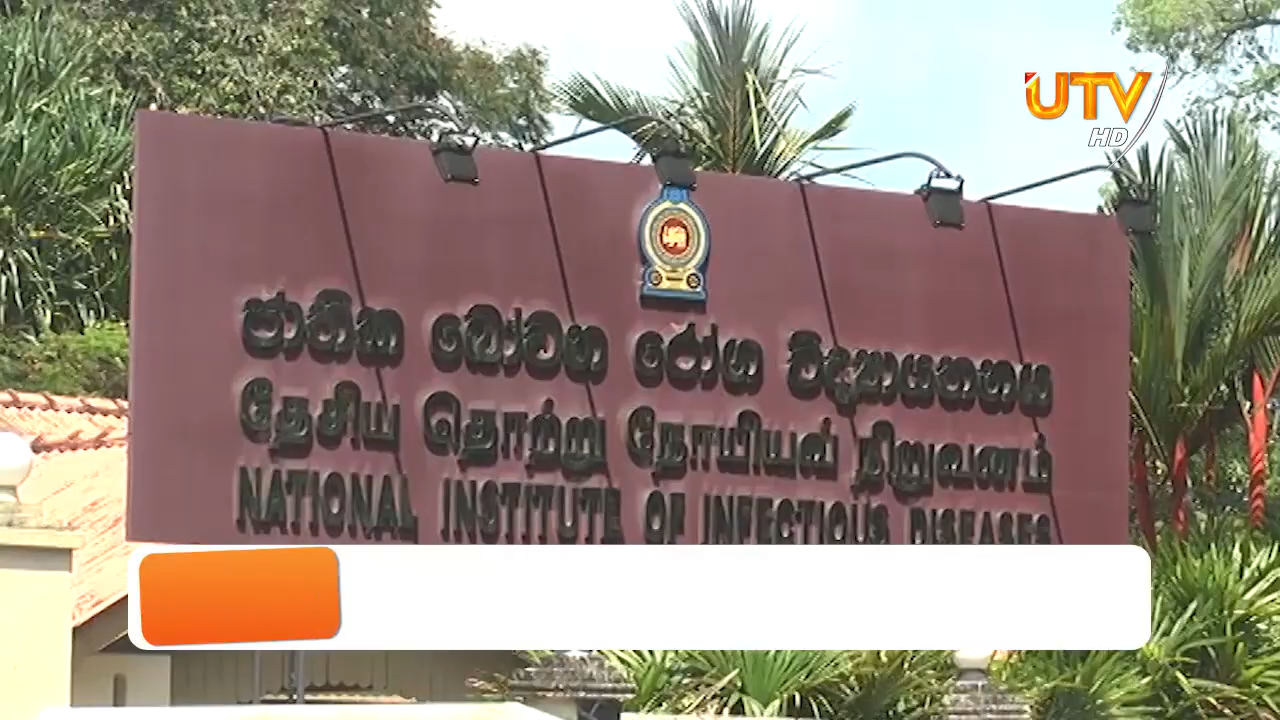 UTV
HD
ජාතික බෝවන රෝග විද්‍යායතනය
தேசிய தொற்று நோயியல் நிறுவனம்
NATIONAL INSTITUTE OF INFECTIOUS DISEASES